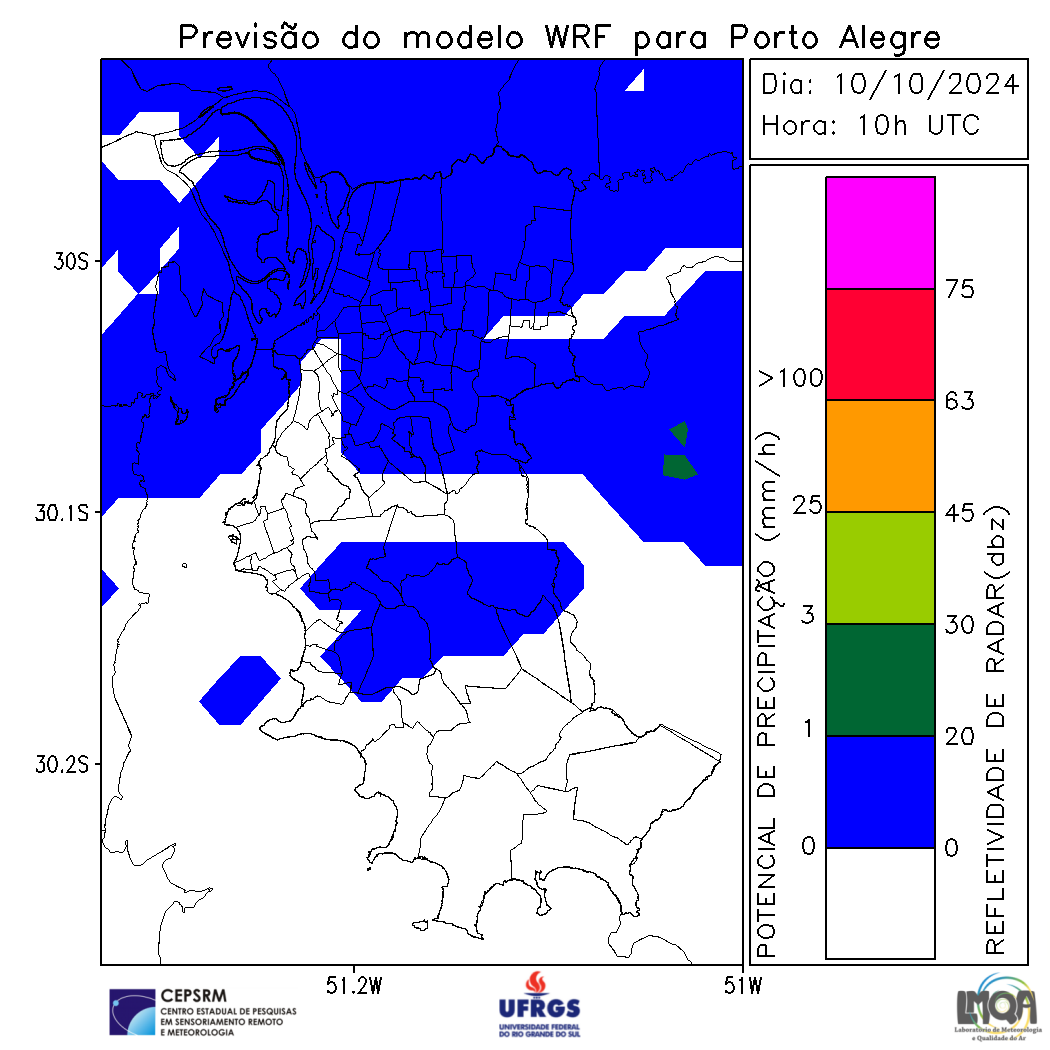 Previsão do modelo WRF para Porto Alegre
Dia: 10/10/2024
Hora: 10h UTC
30S
30.1S
30.2S
51.2W
51W
POTENCIAL DE PRECIPITAÇÃO (mm/h)
>100
25
3
1
0
75
63
45
30
20
0
REFLETIVIDADE DE RADAR(dbz)
CEPSRM
CENTRO ESTADUAL DE PESQUISAS
EM SENSORIAMENTO REMOTO
E METEOROLOGIA
UFRGS
UNIVERSIDADE FEDERAL
DO RIO GRANDE DO SUL
LMQA
Laboratório de Meteorologia
e Qualidade do Ar